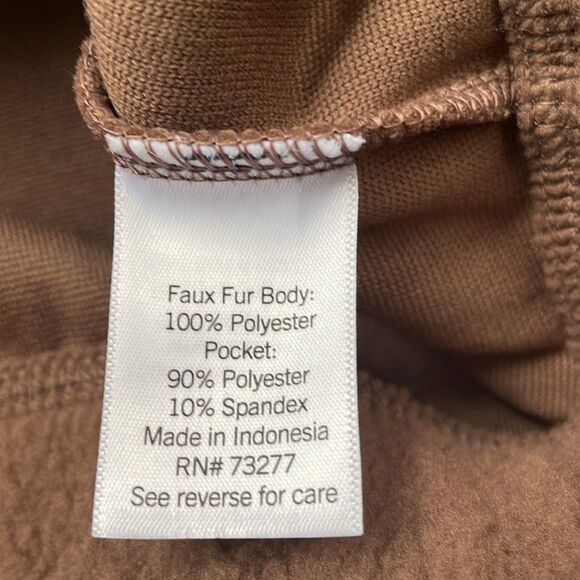 Faux Fur Body:
100% Polyester
Pocket:
90% Polyester
10% Spandex
Made in Indonesia
RN# 73277
See reverse for care